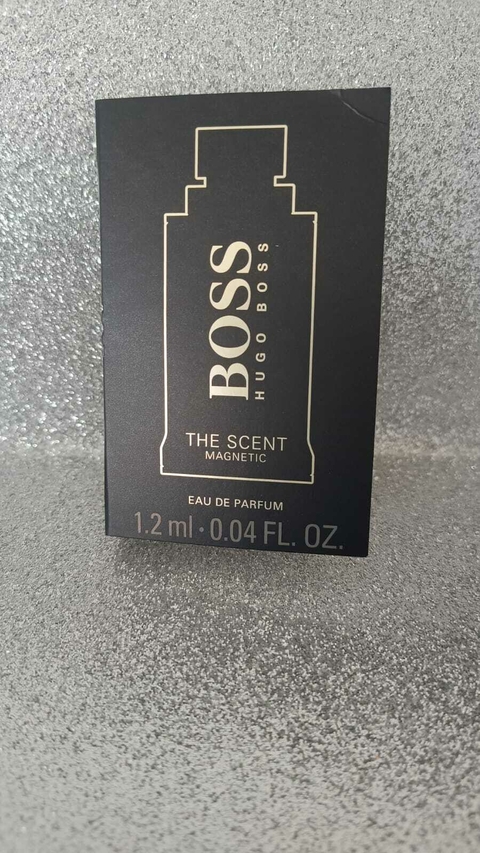 BOSS
HUGO BOSS
THE SCENT
MAGNETIC
EAU DE PARFUM
1.2 ml · 0.04 FL. OZ.